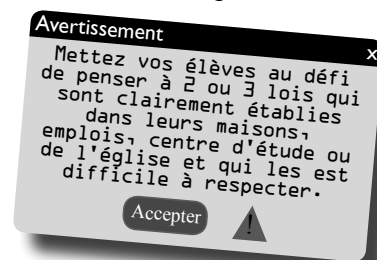 Avertissement
x
Mettez vos élèves au défi
de penser à 2 ou 3 lois qui
sont clairement établies
dans leurs maisons,
emplois, centre d'étude ou
de l'église et qui les est
difficile à respecter.
Accepter
!